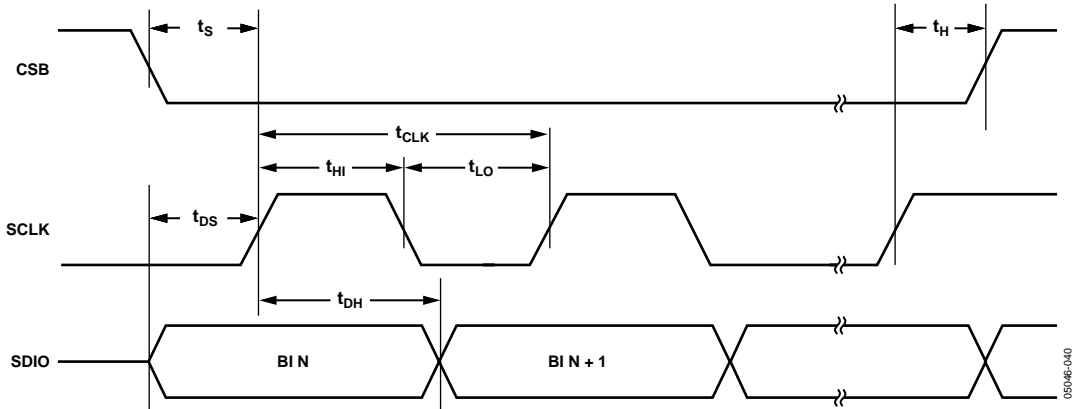 tS
tH
CSB
tCLK
tHI
tLO
tDS
SCLK
tDH
SDIO
BI N
BI N + 1
05046-040